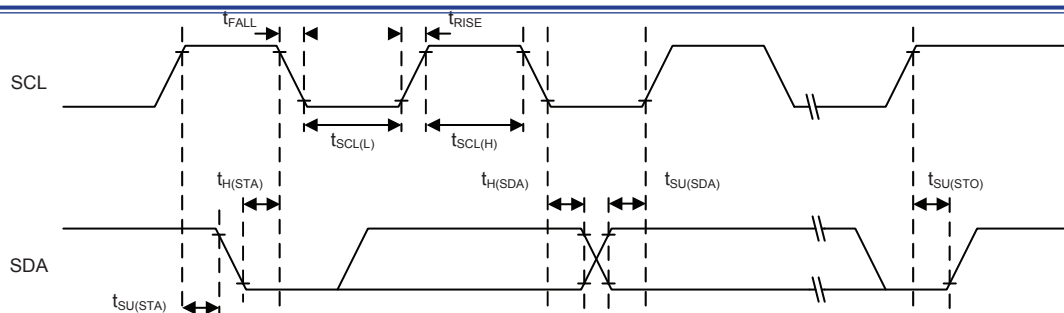 tFALL tRISE
SCL
tSCL(L) tSCL(H)
tH(STA) tH(SDA) tSU(SDA) tSU(STO)
SDA
tSU(STA)